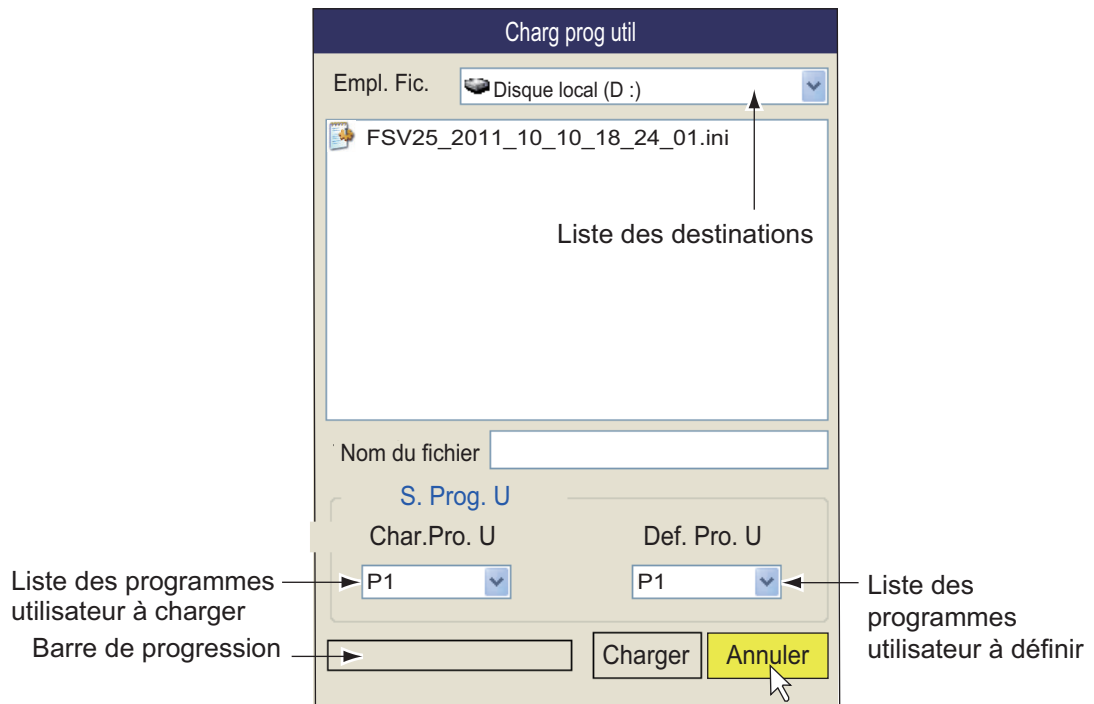 Charg prog util
Empl. Fic.
Disque local (D :)
FSV25_2011_10_10_18_24_01.ini
Liste des destinations
Nom du fichier
S. Prog. U
Char.Pro. U
Def. Pro. U
Liste des programmes
utilisateur à charger
P1
P1
Liste des
programmes
utilisateur à définir
Barre de progression
Charger
Annuler